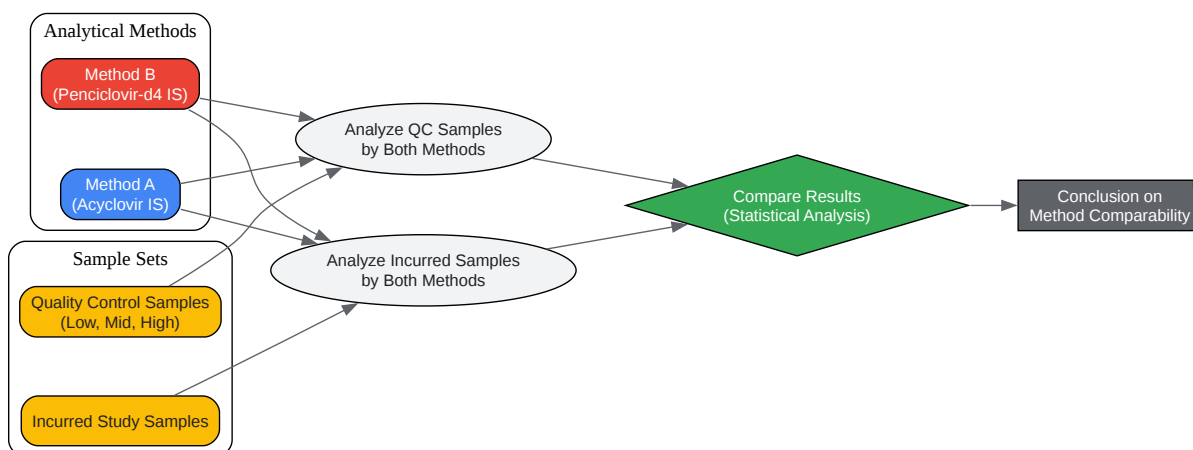 Analytical Methods
Method B
(Penciclovir-d4 IS)
Method A
(Acyclovir IS)
Sample Sets
Quality Control Samples
(Low, Mid, High)
Incurred Study Samples
Analyze QC Samples
by Both Methods
Analyze Incurred Samples
by Both Methods
Compare Results
(Statistical Analysis)
Conclusion on
Method Comparability